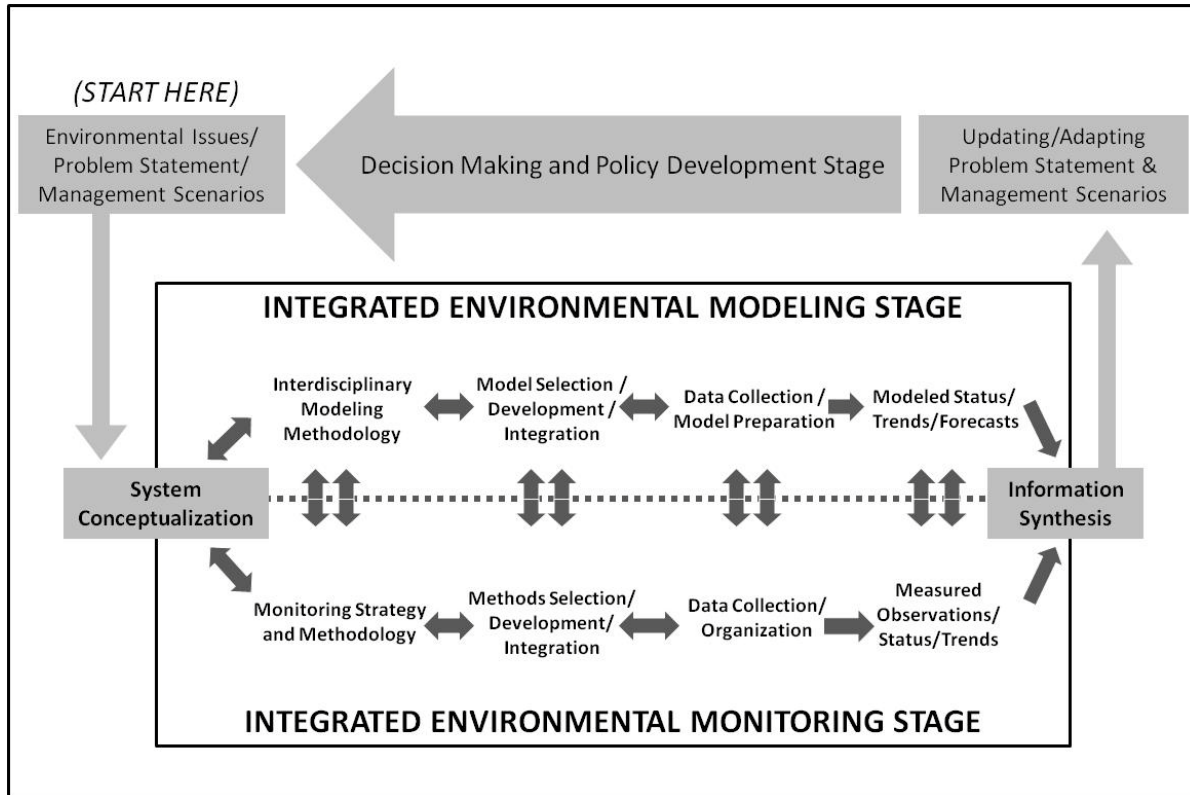 (START HERE)
Environmental Issues/
Problem Statement/
Management Scenarios
Decision Making and Policy Development Stage
Updating/Adapting
Problem Statement &
Management Scenarios
INTEGRATED ENVIRONMENTAL MODELING STAGE
Interdisciplinary
Modeling
Methodology
Model Selection /
Development /
Integration
Data Collection /
Model Preparation
Modeled Status/
Trends/Forecasts
System
Conceptualization
Information
Synthesis
Monitoring Strategy
and Methodology
Methods Selection/
Development/
Integration
Data Collection/
Organization
Measured
Observations/
Status/Trends
INTEGRATED ENVIRONMENTAL MONITORING STAGE